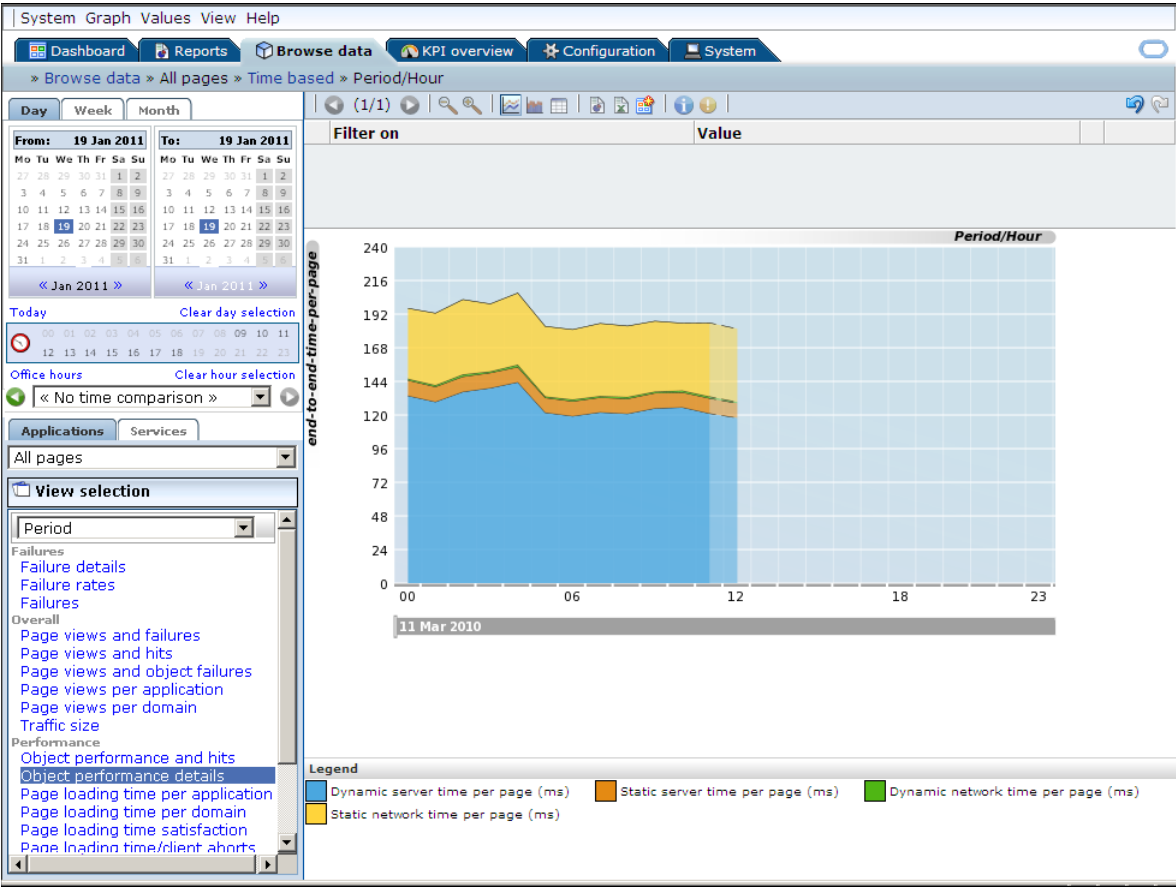 System Graph Values View Help
Dashboard Reports Browse data KPI overview Configuration System
» Browse data » All pages » Time based » Period/Hour
Day Week Month
(1/1)
Filter on Value
From: 19 Jan 2011 To: 19 Jan 2011
Mo Tu We Th Fr Sa Su Mo Tu We Th Fr Sa Su
27 28 29 30 31 1 2 27 28 29 30 31 1 2
3 4 5 6 7 8 9 3 4 5 6 7 8 9
10 11 12 13 14 15 16 10 11 12 13 14 15 16
17 18 19 20 21 22 23 17 18 19 20 21 22 23
24 25 26 27 28 29 30 24 25 26 27 28 29 30
31 1 2 3 4 5 6 31 1 2 3 4 5 6
« Jan 2011 » « Jan 2011 »
Today Clear day selection
00 01 02 03 04 05 06 07 08 09 10 11
12 13 14 15 16 17 18 19 20 21 22 23
Office hours Clear hour selection
« No time comparison »
Applications Services
All pages
View selection
Period
Failures
Failure details
Failure rates
Failures
Overall
Page views and failures
Page views and hits
Page views and object failures
Page views per application
Page views per domain
Traffic size
Performance
Object performance and hits
Object performance details
Page loading time per application
Page loading time per domain
Page loading time satisfaction
Page loading time/client aborts
Period/Hour
end-to-end-time-per-page
240
216
192
168
144
120
96
72
48
24
0
00 06 12 18 23
11 Mar 2010
Legend
Dynamic server time per page (ms) Static server time per page (ms) Dynamic network time per page (ms)
Static network time per page (ms)